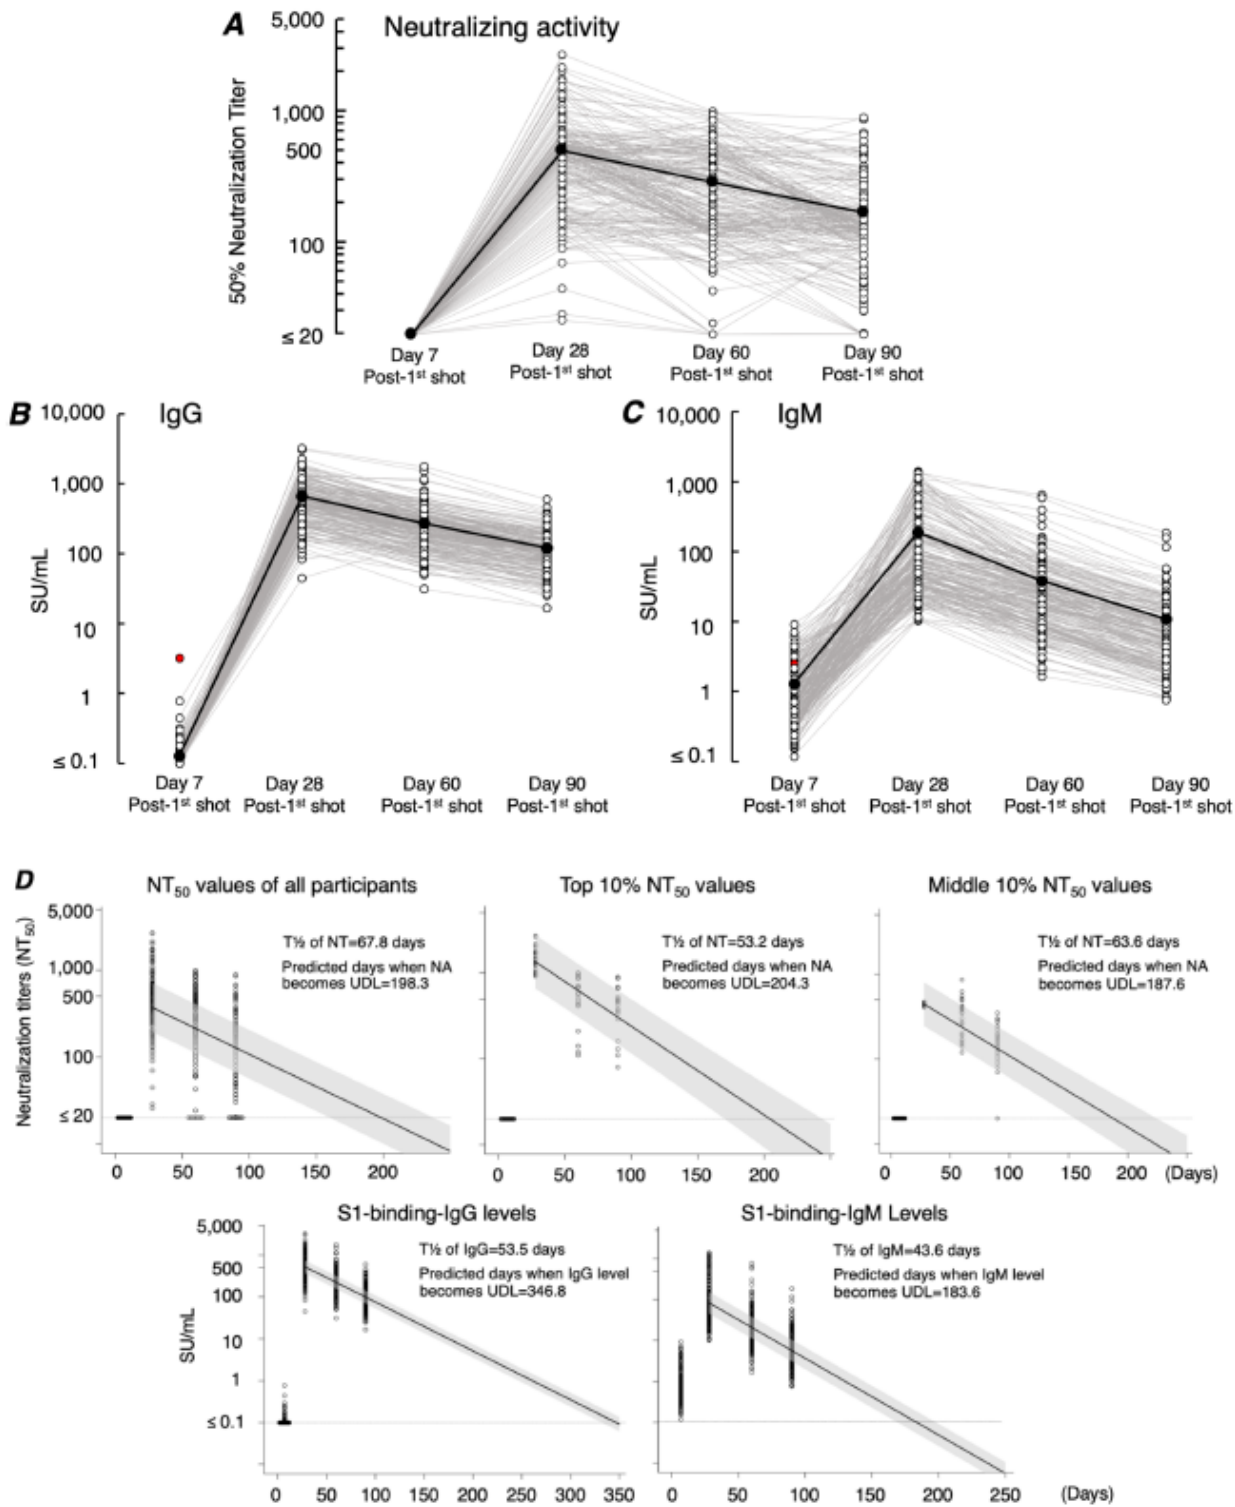 A Neutralizing activity
50% Neutralization Titer
5,000
1,000
500
100
≤ 20
Day 7 Day 28 Day 60 Day 90
Post-1st shot Post-1st shot Post-1st shot Post-1st shot
B IgG
SU/mL
10,000
1,000
100
10
1
≤ 0.1
Day 7 Day 28 Day 60 Day 90
Post-1st shot Post-1st shot Post-1st shot Post-1st shot
C IgM
SU/mL
10,000
1,000
100
10
1
≤ 0.1
Day 7 Day 28 Day 60 Day 90
Post-1st shot Post-1st shot Post-1st shot Post-1st shot
D
NT50 values of all participants
Neutralization titers (NT50)
5,000
1,000
500
100
≤ 20
T½ of NT=67.8 days
Predicted days when NA
becomes UDL=198.3
0 50 100 150 200
Top 10% NT50 values
T½ of NT=53.2 days
Predicted days when NA
becomes UDL=204.3
0 50 100 150 200
Middle 10% NT50 values
T½ of NT=63.6 days
Predicted days when NA
becomes UDL=187.6
0 50 100 150 200 (Days)
S1-binding-IgG levels
SU/mL
5,000
500
100
10
1
≤ 0.1
T½ of IgG=53.5 days
Predicted days when IgG level
becomes UDL=346.8
0 50 100 150 200 250 300 350
S1-binding-IgM Levels
T½ of IgM=43.6 days
Predicted days when IgM level
becomes UDL=183.6
0 50 100 150 200 250 (Days)